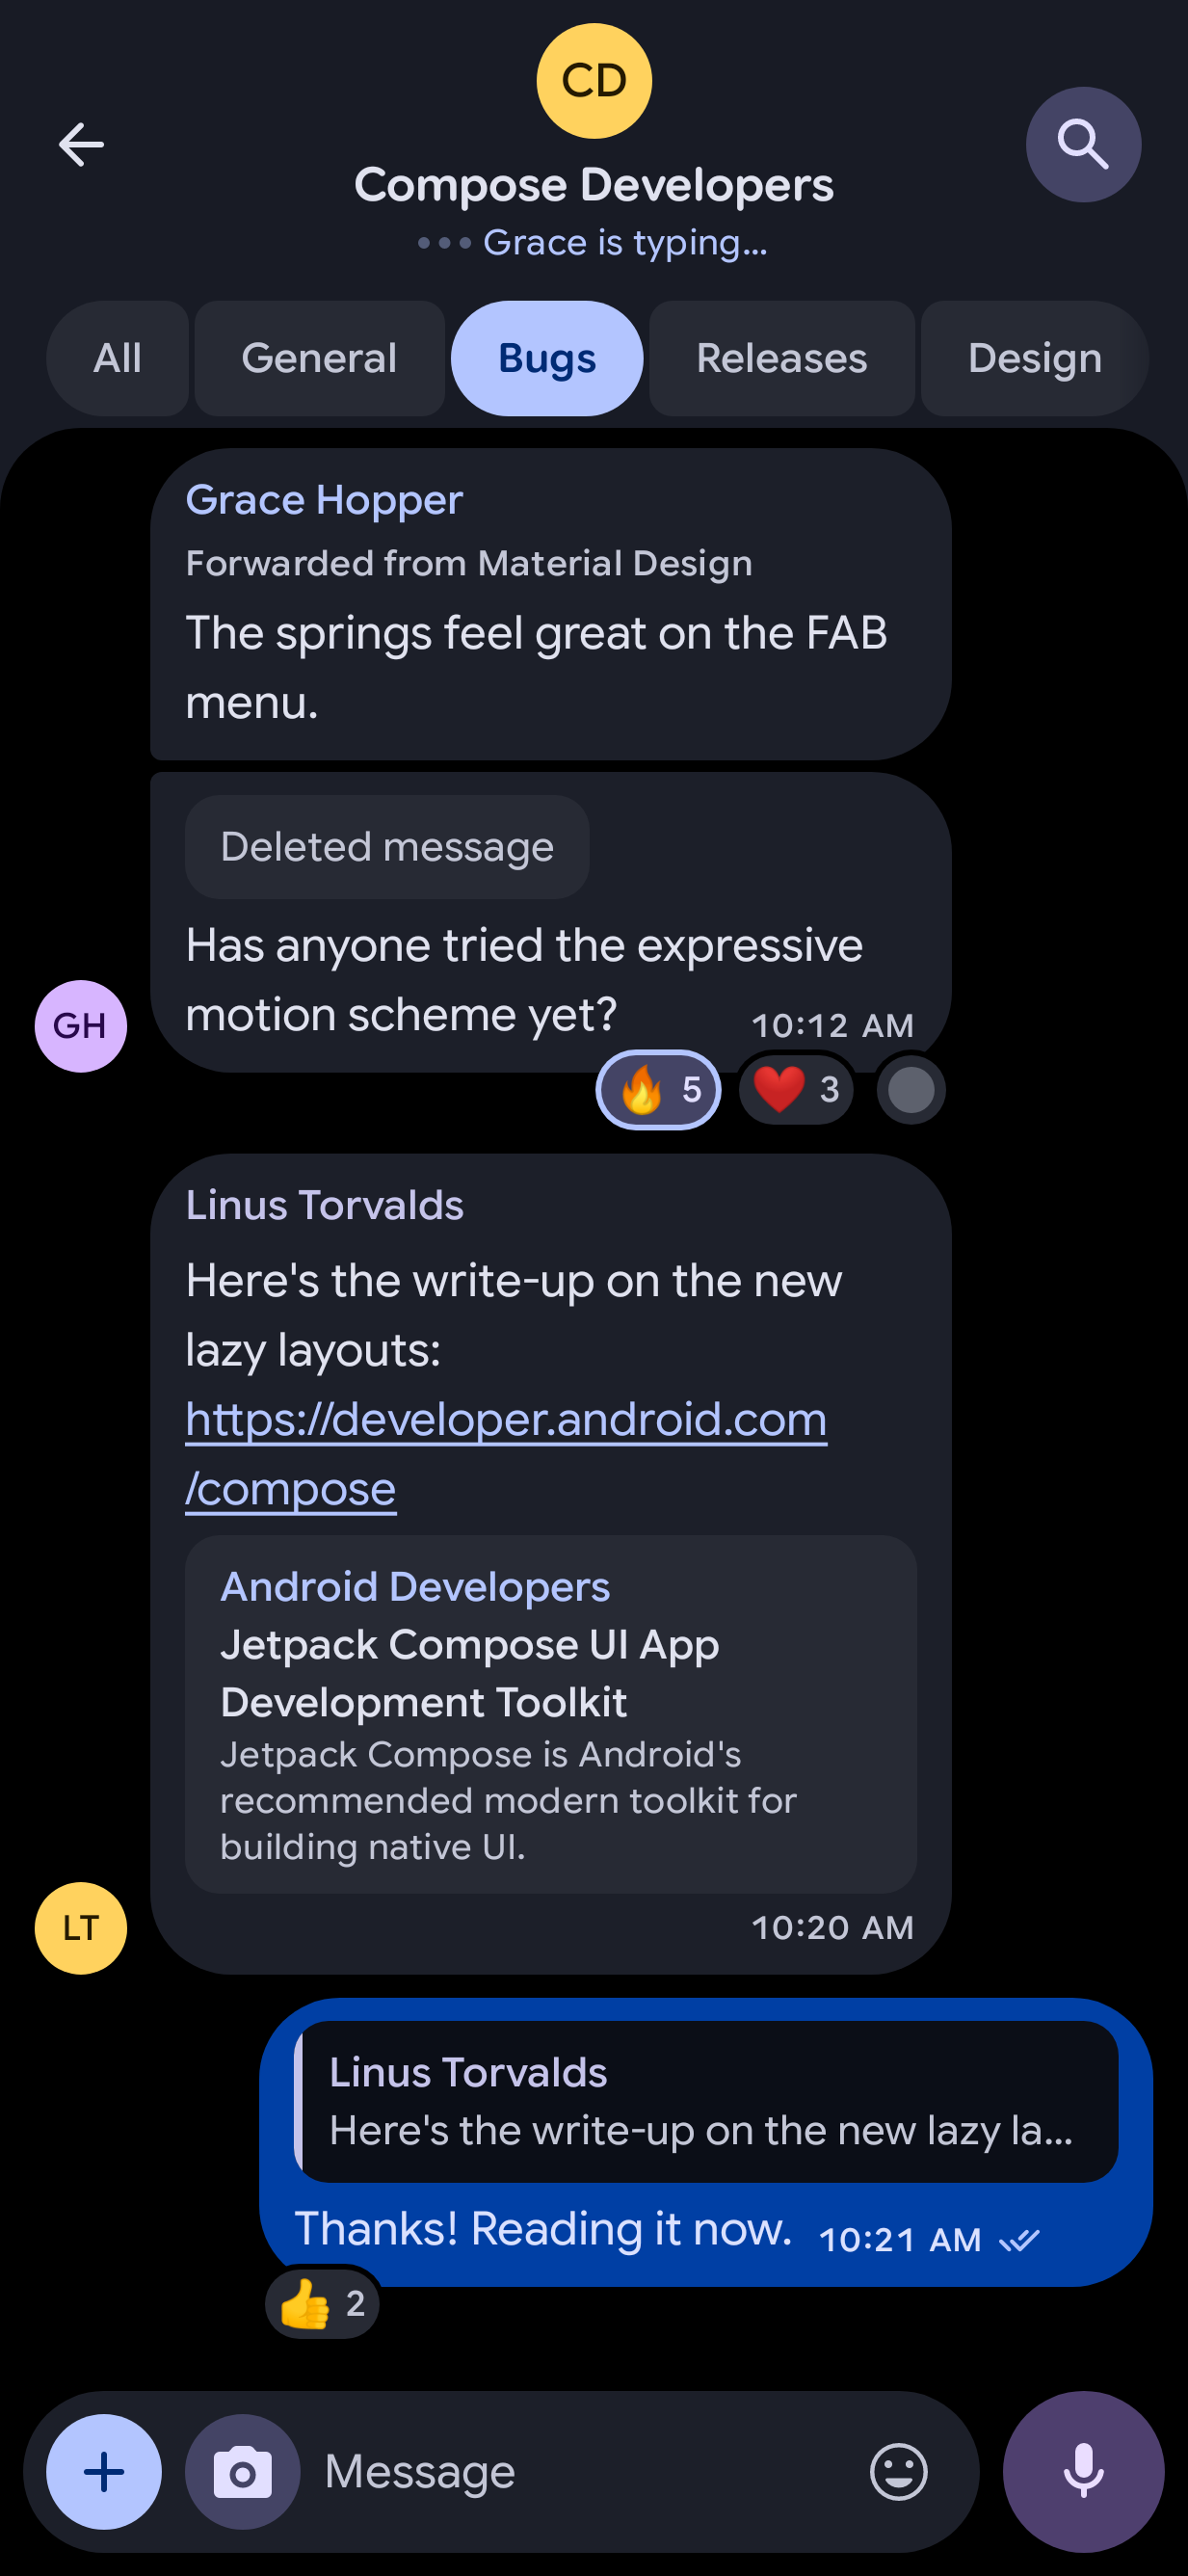 CD
Compose Developers
Grace is typing...
All
General
Bugs
Releases
Design
Grace Hopper
Forwarded from Material Design
The springs feel great on the FAB
menu.
Deleted message
Has anyone tried the expressive
motion scheme yet?
10:12 AM
GH
🔥 5
❤️ 3
Linus Torvalds
Here's the write-up on the new
lazy layouts:
https://developer.android.com
/compose
Android Developers
Jetpack Compose UI App
Development Toolkit
Jetpack Compose is Android's
recommended modern toolkit for
building native UI.
LT
10:20 AM
Linus Torvalds
Here's the write-up on the new lazy la...
Thanks! Reading it now.
10:21 AM
👍 2
Message